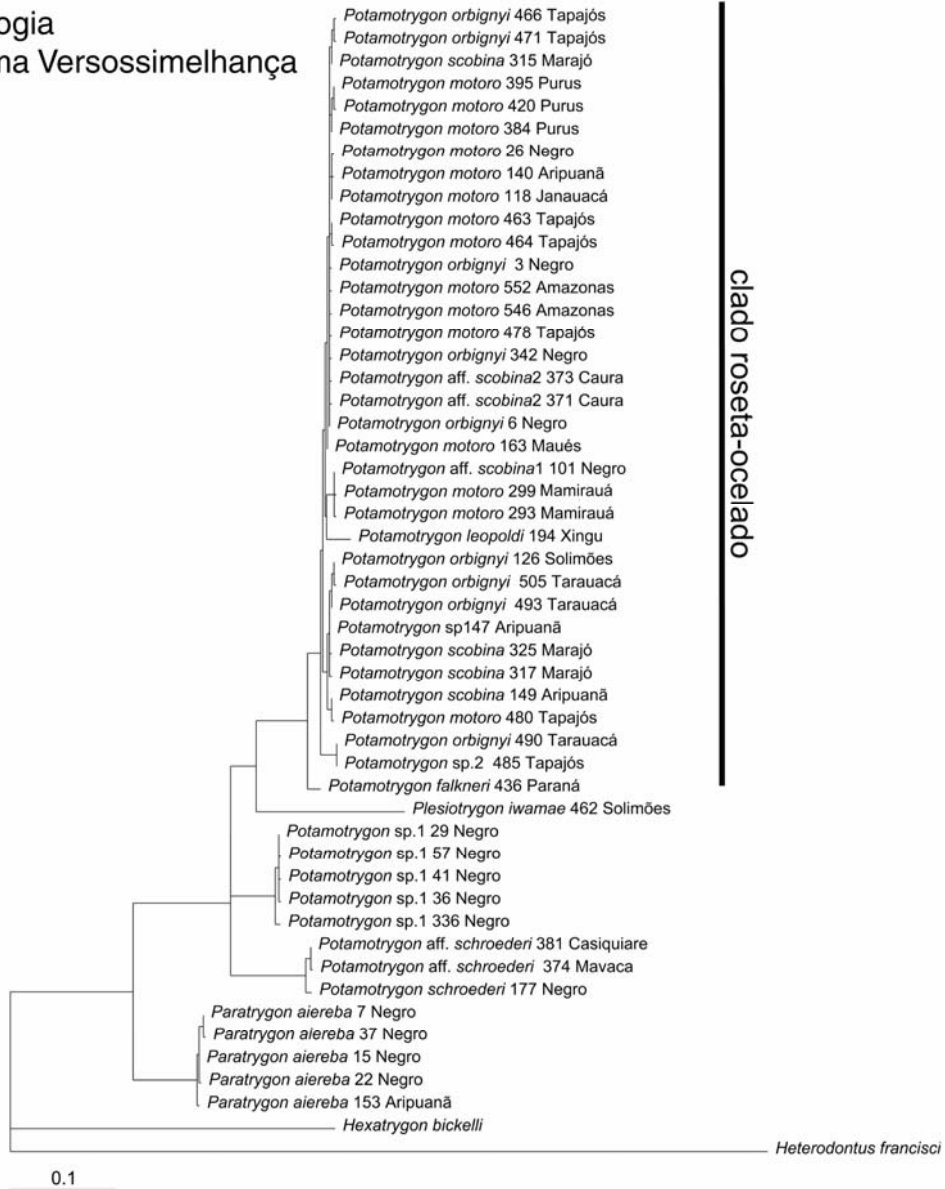 ogia
na Versossimelhança
Potamotrygon orbignyi 466 Tapajós
Potamotrygon orbignyi 471 Tapajós
Potamotrygon scobina 315 Marajó
Potamotrygon motoro 395 Purus
Potamotrygon motoro 420 Purus
Potamotrygon motoro 384 Purus
Potamotrygon motoro 26 Negro
Potamotrygon motoro 140 Aripuanã
Potamotrygon motoro 118 Janauacá
Potamotrygon motoro 463 Tapajós
Potamotrygon motoro 464 Tapajós
Potamotrygon orbignyi 3 Negro
Potamotrygon motoro 552 Amazonas
Potamotrygon motoro 546 Amazonas
Potamotrygon motoro 478 Tapajós
Potamotrygon orbignyi 342 Negro
Potamotrygon aff. scobina2 373 Caura
Potamotrygon aff. scobina2 371 Caura
Potamotrygon orbignyi 6 Negro
Potamotrygon motoro 163 Maués
Potamotrygon aff. scobina1 101 Negro
Potamotrygon motoro 299 Mamirauá
Potamotrygon motoro 293 Mamirauá
Potamotrygon leopoldi 194 Xingu
Potamotrygon orbignyi 126 Solimões
Potamotrygon orbignyi 505 Tarauacá
Potamotrygon orbignyi 493 Tarauacá
Potamotrygon sp147 Aripuanã
Potamotrygon scobina 325 Marajó
Potamotrygon scobina 317 Marajó
Potamotrygon scobina 149 Aripuanã
Potamotrygon motoro 480 Tapajós
Potamotrygon orbignyi 490 Tarauacá
Potamotrygon sp.2 485 Tapajós
Potamotrygon falkneri 436 Paraná
clado roseta-ocelado
Plesiotrygon iwamae 462 Solimões
Potamotrygon sp.1 29 Negro
Potamotrygon sp.1 57 Negro
Potamotrygon sp.1 41 Negro
Potamotrygon sp.1 36 Negro
Potamotrygon sp.1 336 Negro
Potamotrygon aff. schroederi 381 Casiquiare
Potamotrygon aff. schroederi 374 Mavaca
Potamotrygon schroederi 177 Negro
Paratrygon aiereba 7 Negro
Paratrygon aiereba 37 Negro
Paratrygon aiereba 15 Negro
Paratrygon aiereba 22 Negro
Paratrygon aiereba 153 Aripuanã
Hexatrygon bickelli
Heterodontus francisci
0.1